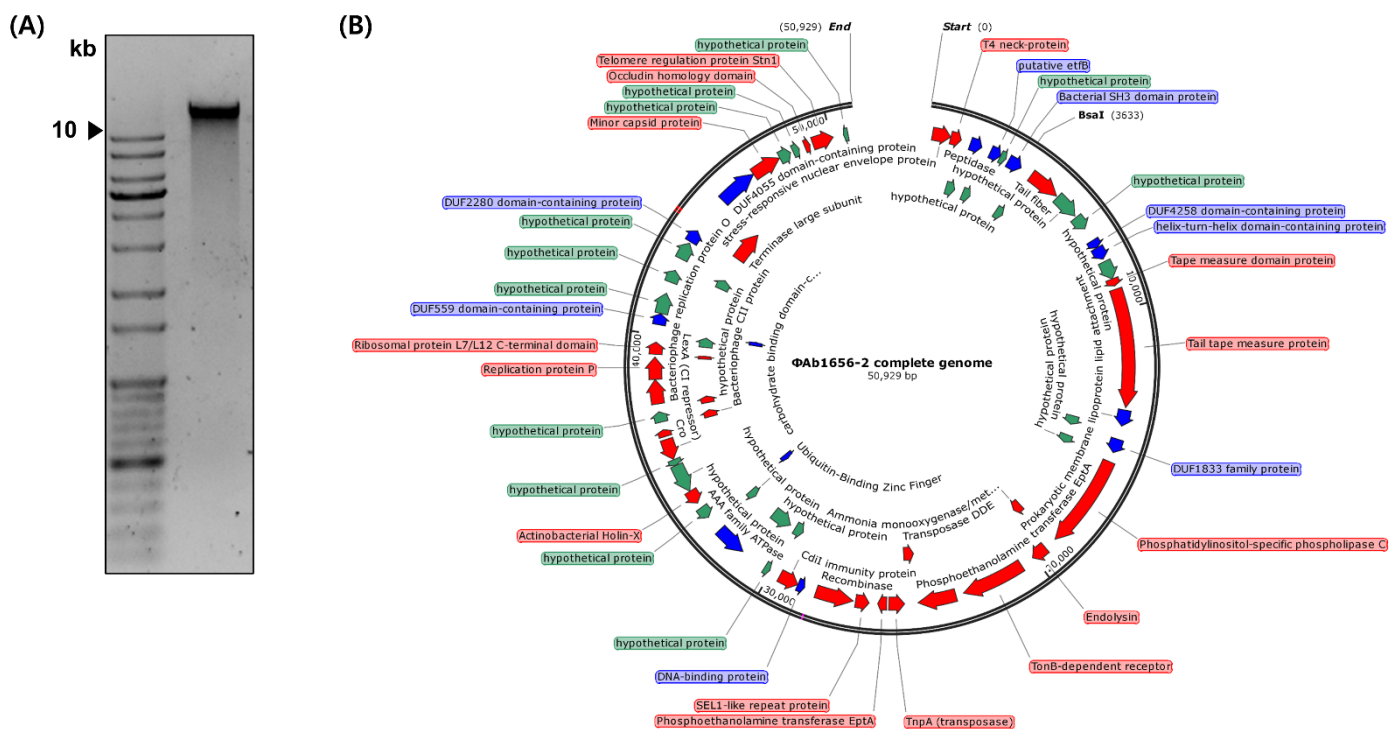 (A)
kb
10
(B)
(50,929) End
Start (0)
hypothetical protein
Telomere regulation protein Stn1
Occludin homology domain
hypothetical protein
hypothetical protein
Minor capsid protein
T4 neck-protein
putative etfB
hypothetical protein
Bacterial SH3 domain protein
BsaI (3633)
50,000
DUF4055 domain-containing protein
stress-responsive nuclear envelope protein
Terminase large subunit
Peptidase
hypothetical protein
hypothetical protein
Tail fiber
hypothetical protein
DUF2280 domain-containing protein
hypothetical protein
hypothetical protein
hypothetical protein
DUF559 domain-containing protein
DUF4258 domain-containing protein
helix-turn-helix domain-containing protein
Tape measure domain protein
10,000
hypothetical protein
Bacteriophage replication protein O
hypothetical protein
Bacteriophage CII protein
carbohydrate binding domain-c...
ΦAb1656-2 complete genome
50,929 bp
hypothetical protein
hypothetical protein
Tail tape measure protein
40,000
Ribosomal protein L7/L12 C-terminal domain
Replication protein P
LexA (CI repressor)
Cro
hypothetical protein
hypothetical protein
Prokaryotic membrane lipoprotein lipid attachment
DUF1833 family protein
Ubiquitin-Binding Zinc Finger
hypothetical protein
hypothetical protein
hypothetical protein
AAA family ATPase
Ammonia monooxygenase/met...
Transposase DDE
Actinobacterial Holin-X
hypothetical protein
Phosphatidylinositol-specific phospholipase C
20,000
CdiI immunity protein
Recombinase
Phosphoethanolamine transferase EptA
30,000
Endolysin
hypothetical protein
DNA-binding protein
TonB-dependent receptor
SEL1-like repeat protein
Phosphoethanolamine transferase EptA
TnpA (transposase)